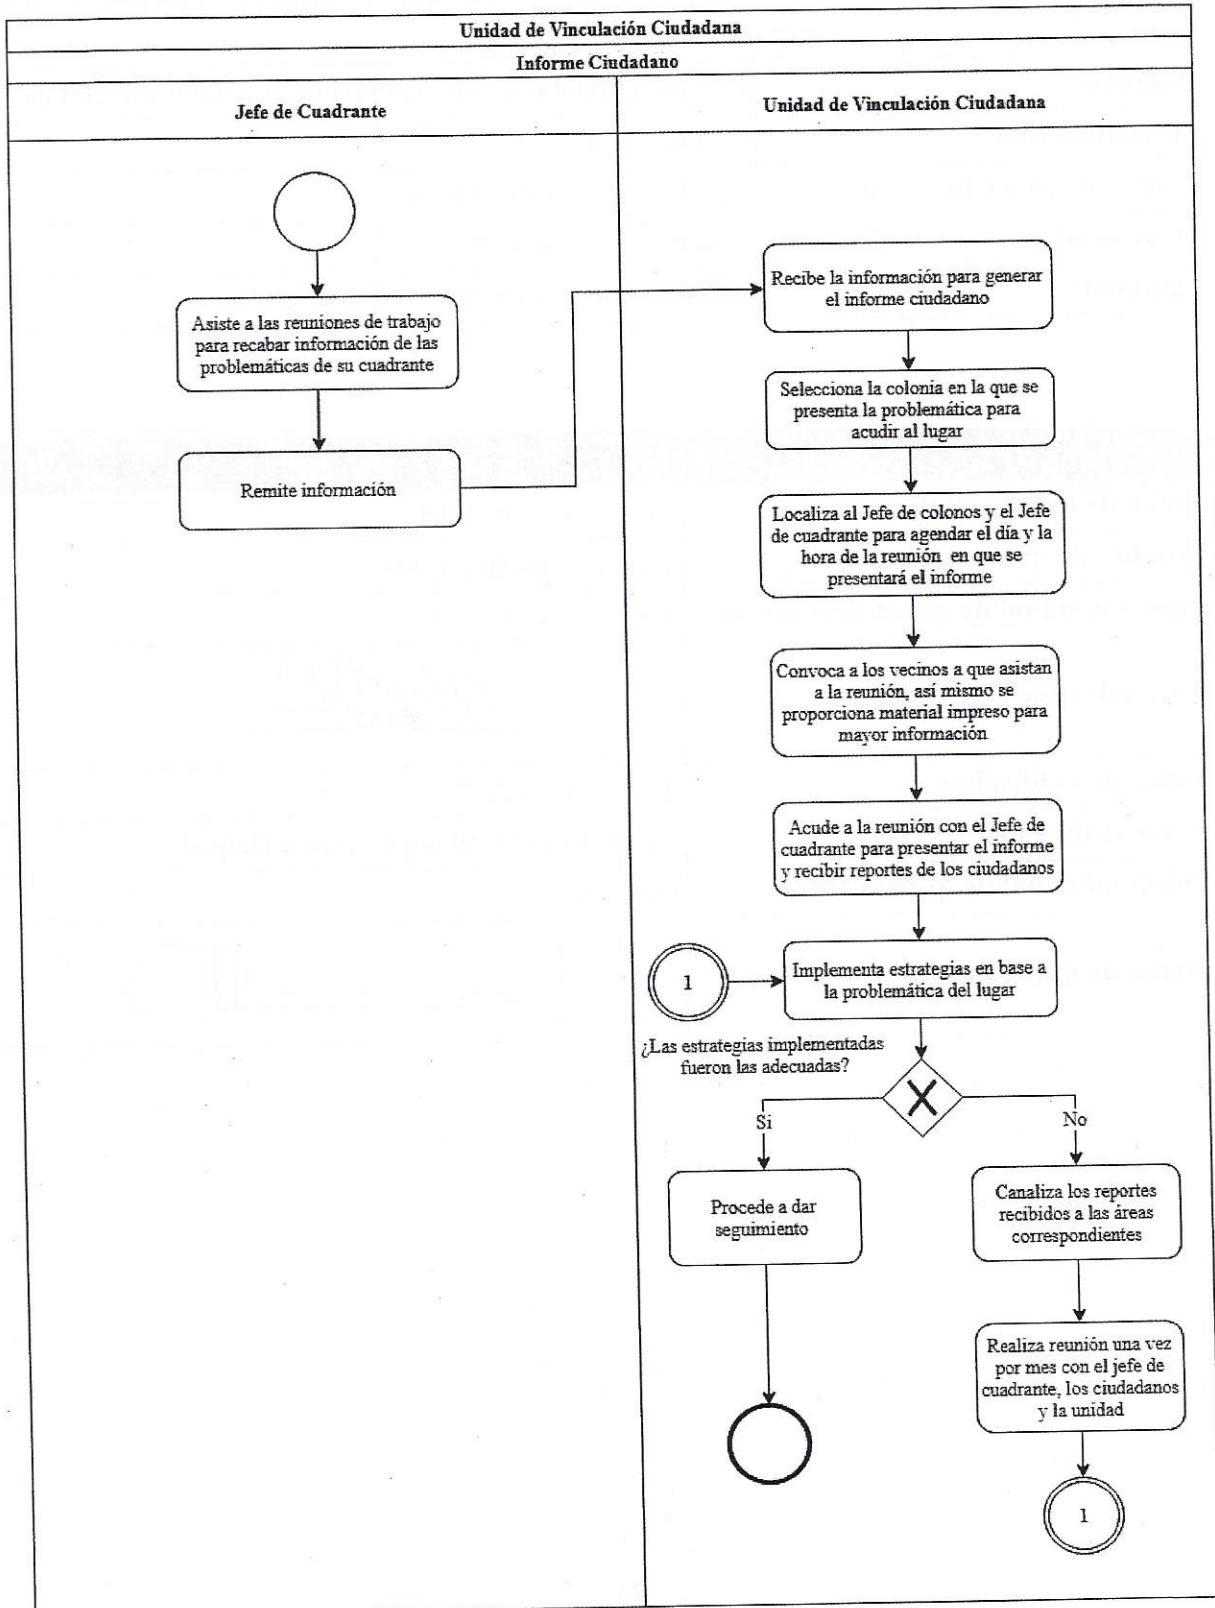 Unidad de Vinculación Ciudadana
Informe Ciudadano
Jefe de Cuadrante
Unidad de Vinculación Ciudadana
Asiste a las reuniones de trabajo
para recabar información de las
problemáticas de su cuadrante
Remite información
Recibe la información para generar
el informe ciudadano
Selecciona la colonia en la que se
presenta la problemática para
acudir al lugar
Localiza al Jefe de colonos y el Jefe
de cuadrante para agendar el día y la
hora de la reunión en que se
presentará el informe
Convoca a los vecinos a que asistan
a la reunión, así mismo se
proporciona material impreso para
mayor información
Acude a la reunión con el Jefe de
cuadrante para presentar el informe
y recibir reportes de los ciudadanos
1
Implementa estrategias en base a
la problemática del lugar
¿Las estrategias implementadas
fueron las adecuadas?
Si
No
Procede a dar
seguimiento
Canaliza los reportes
recibidos a las áreas
correspondientes
Realiza reunión una vez
por mes con el jefe de
cuadrante, los ciudadanos
y la unidad
1